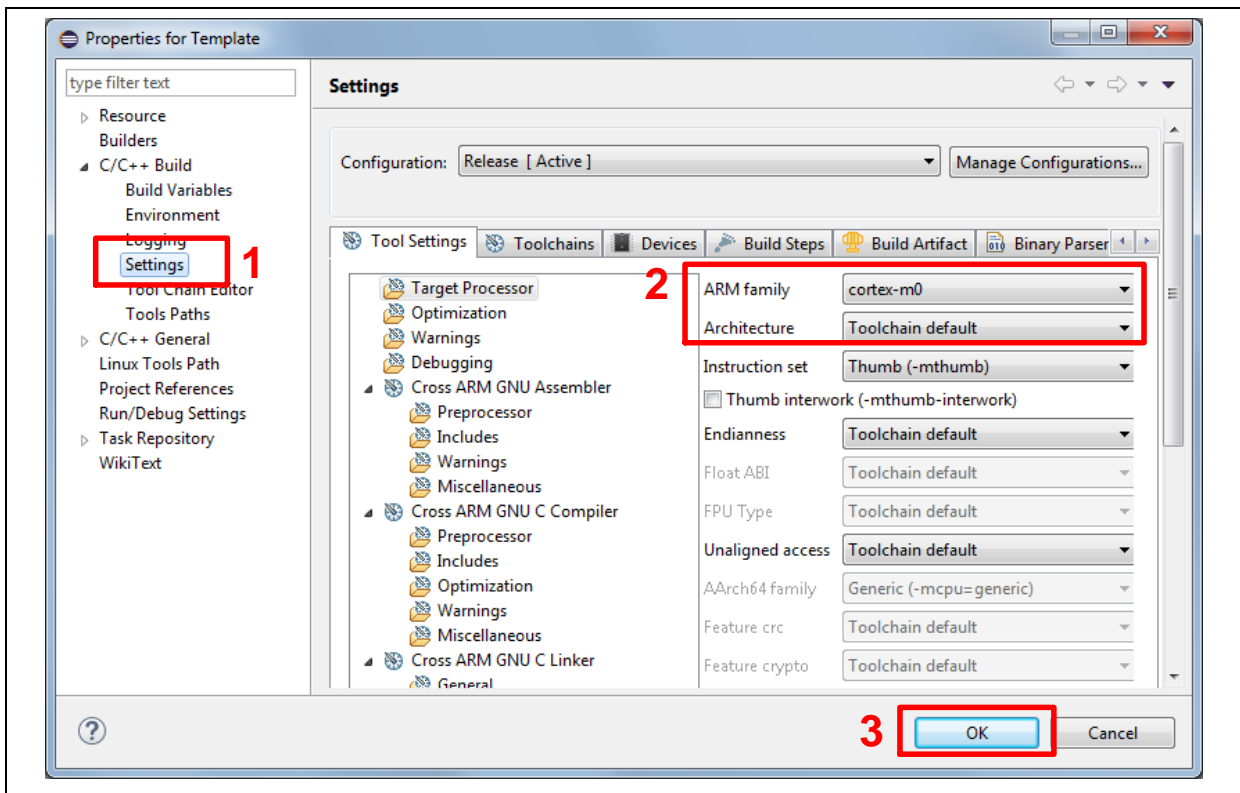 Properties for Template
type filter text
Resource
Builders
C/C++ Build
Build Variables
Environment
Logging
Settings
1
Tool Chain Editor
Tools Paths
C/C++ General
Linux Tools Path
Project References
Run/Debug Settings
Task Repository
WikiText
Settings
Configuration: Release [ Active ] Manage Configurations...
Tool Settings Toolchains Devices Build Steps Build Artifact Binary Parser
Target Processor
Optimization
Warnings
Debugging
Cross ARM GNU Assembler
Preprocessor
Includes
Warnings
Miscellaneous
Cross ARM GNU C Compiler
Preprocessor
Includes
Optimization
Warnings
Miscellaneous
Cross ARM GNU C Linker
General
2
ARM family cortex-m0
Architecture Toolchain default
Instruction set Thumb (-mthumb)
Thumb interwork (-mthumb-interwork)
Endianness Toolchain default
Float ABI Toolchain default
FPU Type Toolchain default
Unaligned access Toolchain default
AArch64 family Generic (-mcpu=generic)
Feature crc Toolchain default
Feature crypto Toolchain default
?
3
OK Cancel